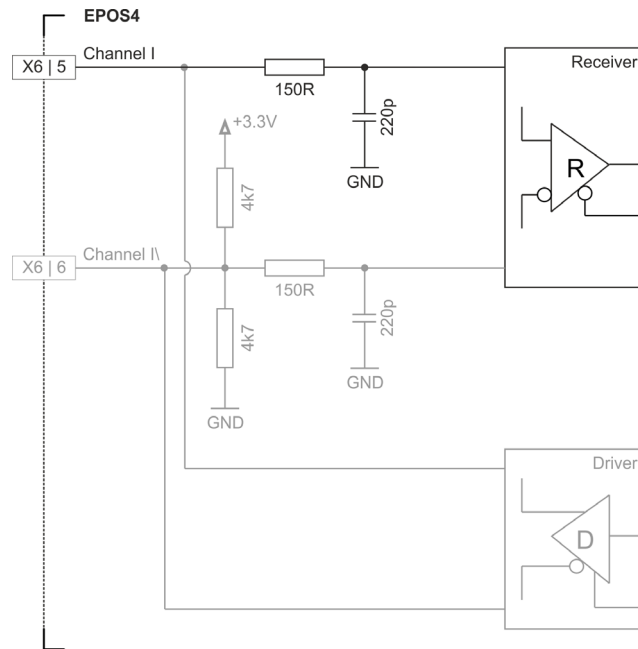 EPOS4
X6 | 5
Channel I
150R
220p
GND
Receiver
R
+3.3V
4k7
X6 | 6
Channel I\
150R
4k7
220p
GND
GND
Driver
D